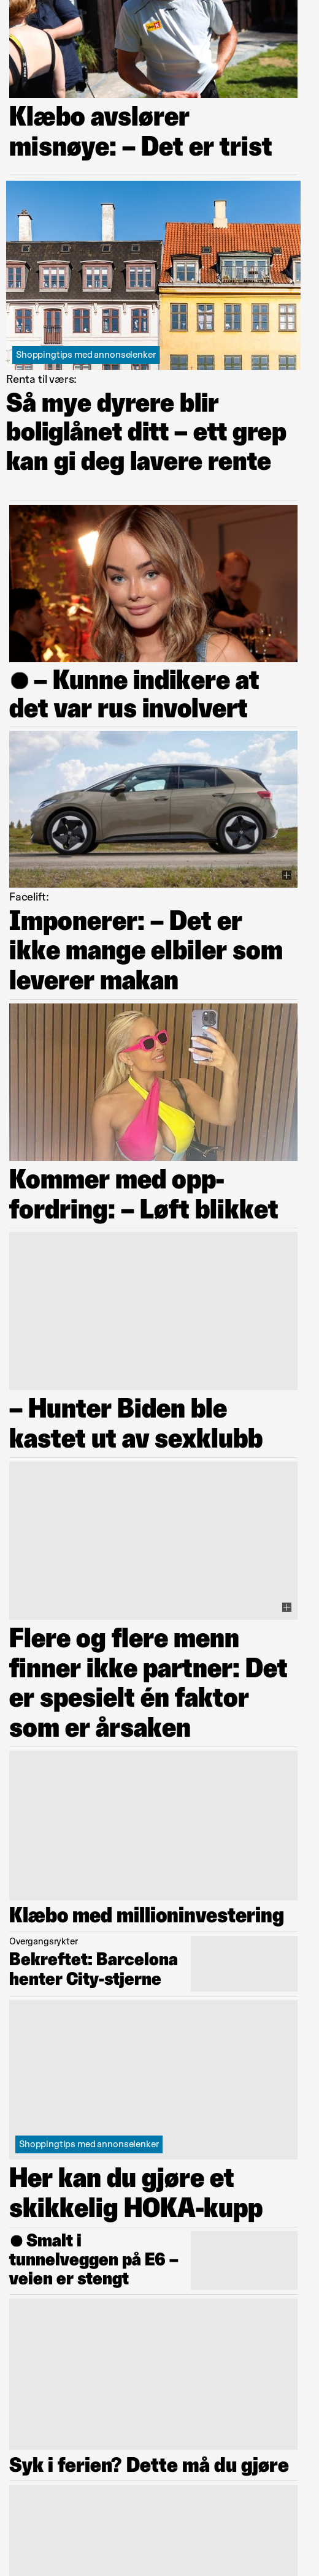 Klæbo avslører
misnøye: – Det er trist
Shoppingtips med annonselenker
Renta til værs:
Så mye dyrere blir
boliglånet ditt – ett grep
kan gi deg lavere rente
● – Kunne indikere at
det var rus involvert
Facelift:
Imponerer: – Det er
ikke mange elbiler som
leverer makan
Kommer med opp-
fordring: – Løft blikket
– Hunter Biden ble
kastet ut av sexklubb
Flere og flere menn
finner ikke partner: Det
er spesielt én faktor
som er årsaken
Klæbo med millioninvestering
Overgangsrykter
Bekreftet: Barcelona
henter City-stjerne
Shoppingtips med annonselenker
Her kan du gjøre et
skikkelig HOKA-kupp
● Smalt i
tunnelveggen på E6 –
veien er stengt
Syk i ferien? Dette må du gjøre